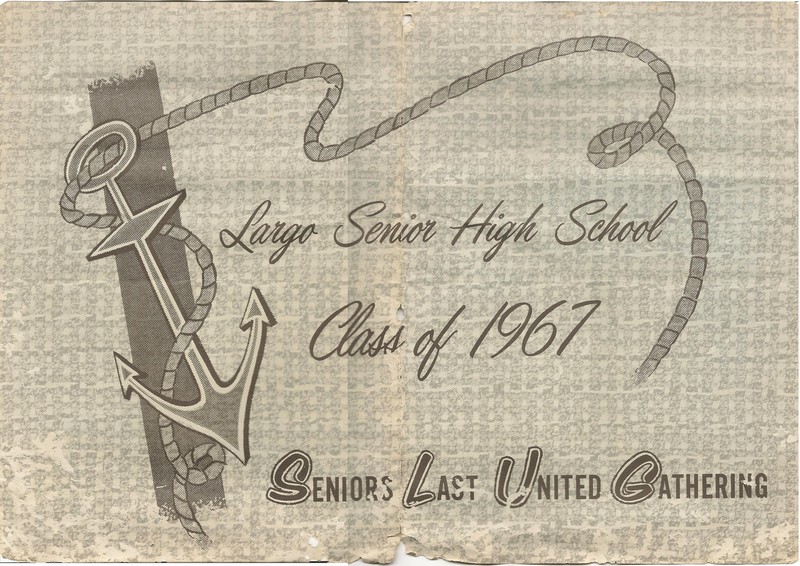 Largo Senior High School
Class of 1967
SENIORS LAST UNITED GATHERING